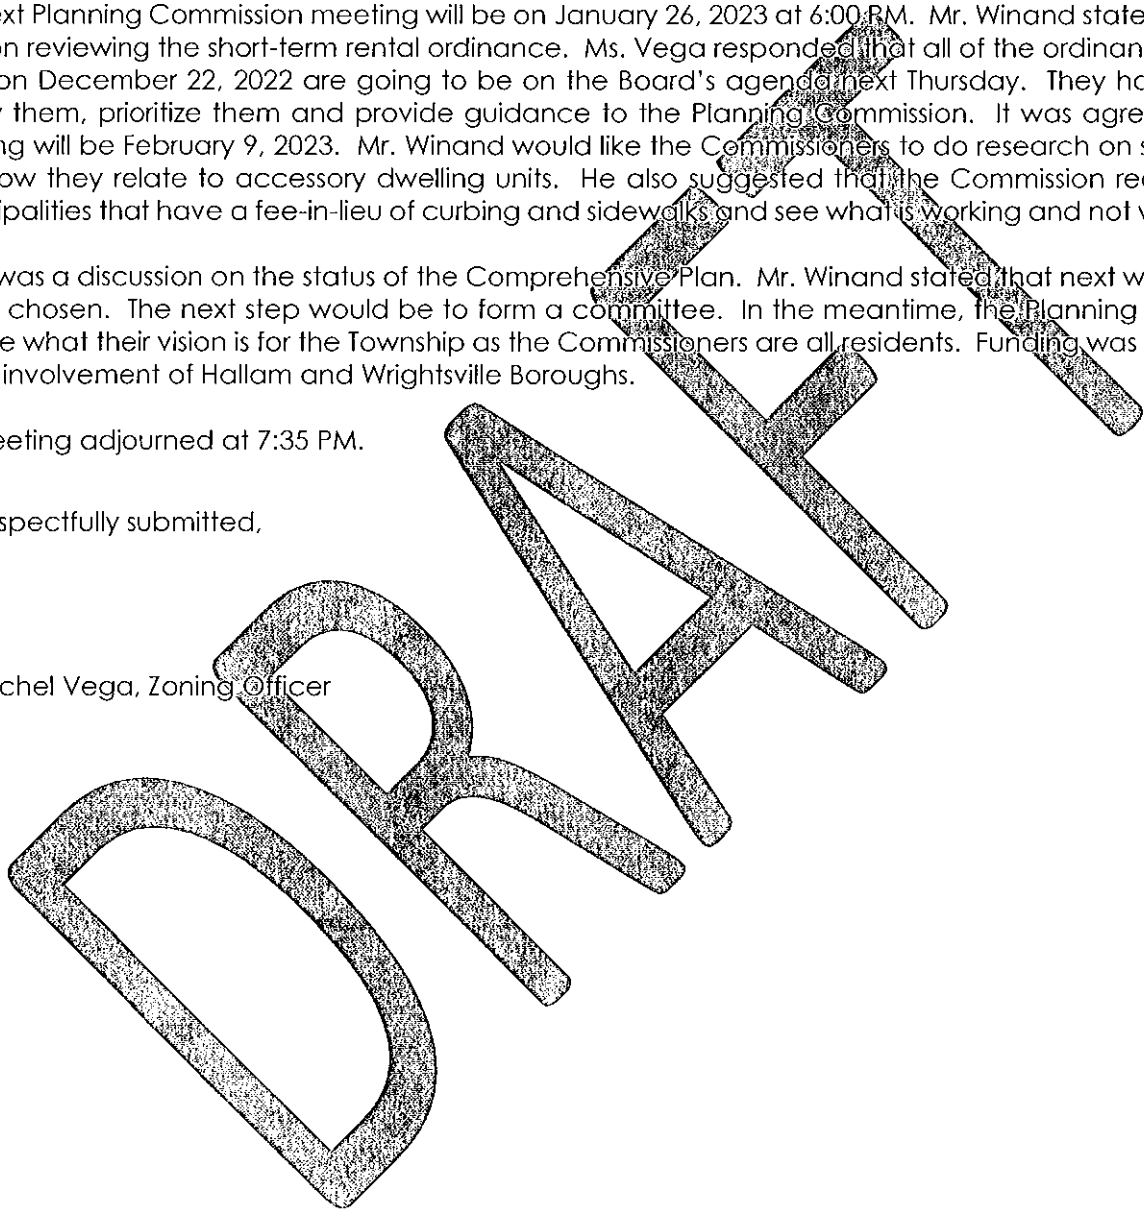 ext Planning Commission meeting will be on January 26, 2023 at 6:00 PM. Mr. Winand state
on reviewing the short-term rental ordinance. Ms. Vega responded that all of the ordinan
on December 22, 2022 are going to be on the Board's agenda next Thursday. They ha
y them, prioritize them and provide guidance to the Planning Commission. It was agre
ng will be February 9, 2023. Mr. Winand would like the Commissioners to do research on s
ow they relate to accessory dwelling units. He also suggested that the Commission rea
ipalities that have a fee-in-lieu of curbing and sidewalks and see what is working and not w
was a discussion on the status of the Comprehensive Plan. Mr. Winand stated that next w
chosen. The next step would be to form a committee. In the meantime, the Planning
e what their vision is for the Township as the Commissioners are all residents. Funding was
involvement of Hallam and Wrightsville Boroughs.
eeting adjourned at 7:35 PM.
spectfully submitted,
chel Vega, Zoning Officer
DRAFT